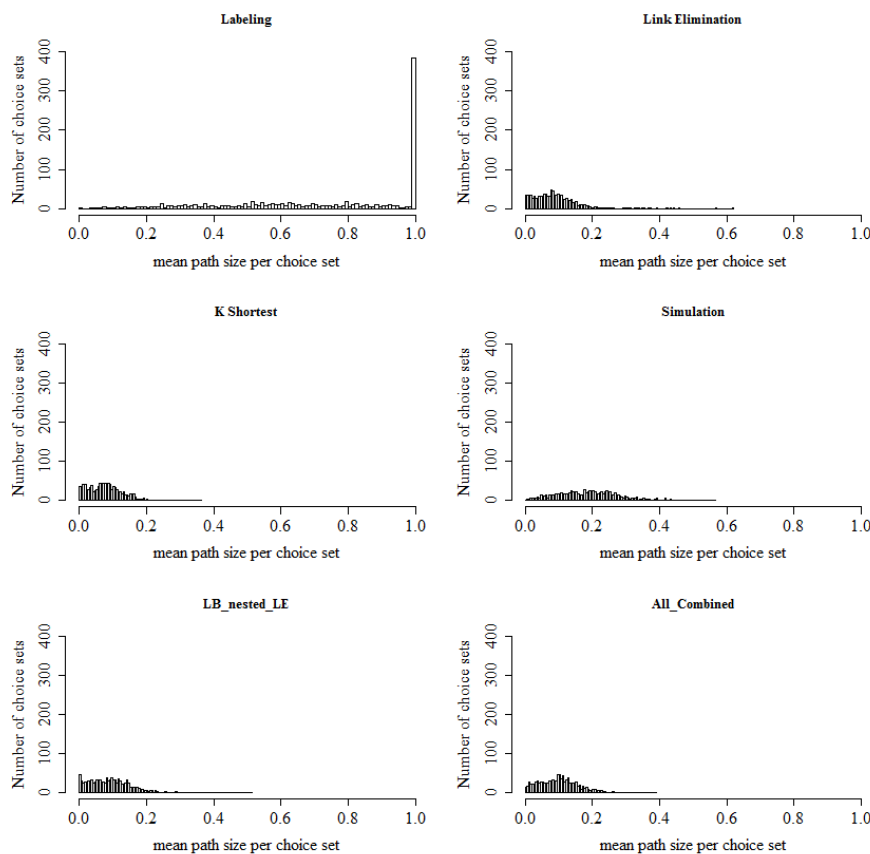 Labeling
Number of choice sets
400
300
200
100
0
0.0 0.2 0.4 0.6 0.8 1.0
mean path size per choice set
Link Elimination
Number of choice sets
400
300
200
100
0
0.0 0.2 0.4 0.6 0.8 1.0
mean path size per choice set
K Shortest
Number of choice sets
400
300
200
100
0
0.0 0.2 0.4 0.6 0.8 1.0
mean path size per choice set
Simulation
Number of choice sets
400
300
200
100
0
0.0 0.2 0.4 0.6 0.8 1.0
mean path size per choice set
LB_nested_LE
Number of choice sets
400
300
200
100
0
0.0 0.2 0.4 0.6 0.8 1.0
mean path size per choice set
All_Combined
Number of choice sets
400
300
200
100
0
0.0 0.2 0.4 0.6 0.8 1.0
mean path size per choice set